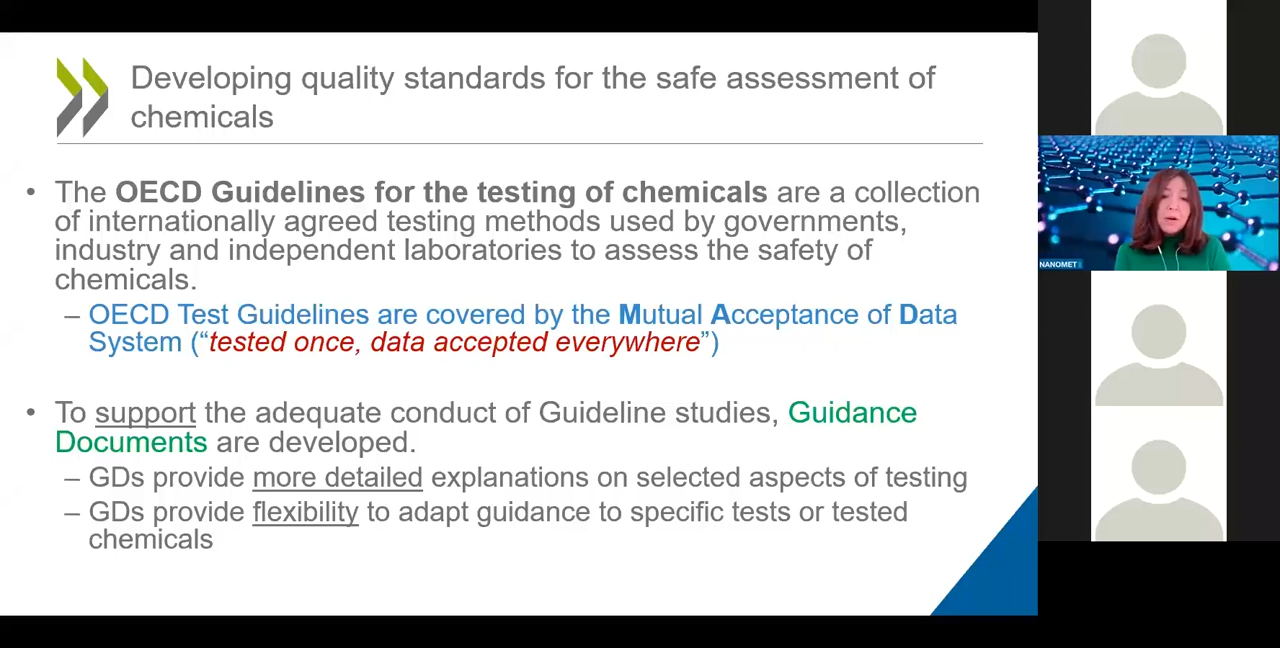 Developing quality standards for the safe assessment of
chemicals
• The OECD Guidelines for the testing of chemicals are a collection
of internationally agreed testing methods used by governments,
industry and independent laboratories to assess the safety of
chemicals.
– OECD Test Guidelines are covered by the Mutual Acceptance of Data
System (“tested once, data accepted everywhere”)
• To support the adequate conduct of Guideline studies, Guidance
Documents are developed.
– GDs provide more detailed explanations on selected aspects of testing
– GDs provide flexibility to adapt guidance to specific tests or tested
chemicals
NANOMET